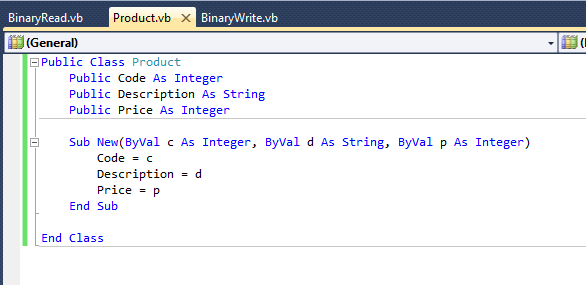 BinaryRead.vb Product.vb BinaryWrite.vb
(General)
Public Class Product
Public Code As Integer
Public Description As String
Public Price As Integer
Sub New(ByVal c As Integer, ByVal d As String, ByVal p As Integer)
Code = c
Description = d
Price = p
End Sub
End Class